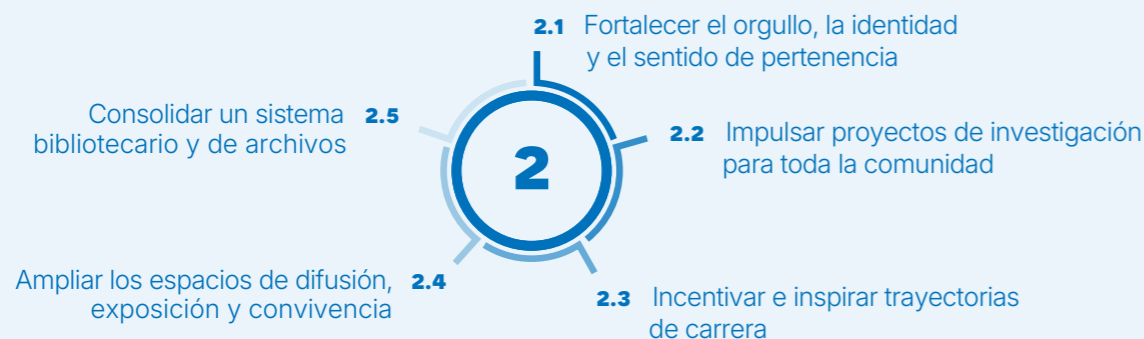 2.1 Fortalecer el orgullo, la identidad
y el sentido de pertenencia
2.2 Impulsar proyectos de investigación
para toda la comunidad
2.3 Incentivar e inspirar trayectorias
de carrera
Ampliar los espacios de difusión, 2.4
exposición y convivencia
Consolidar un sistema 2.5
bibliotecario y de archivos
2